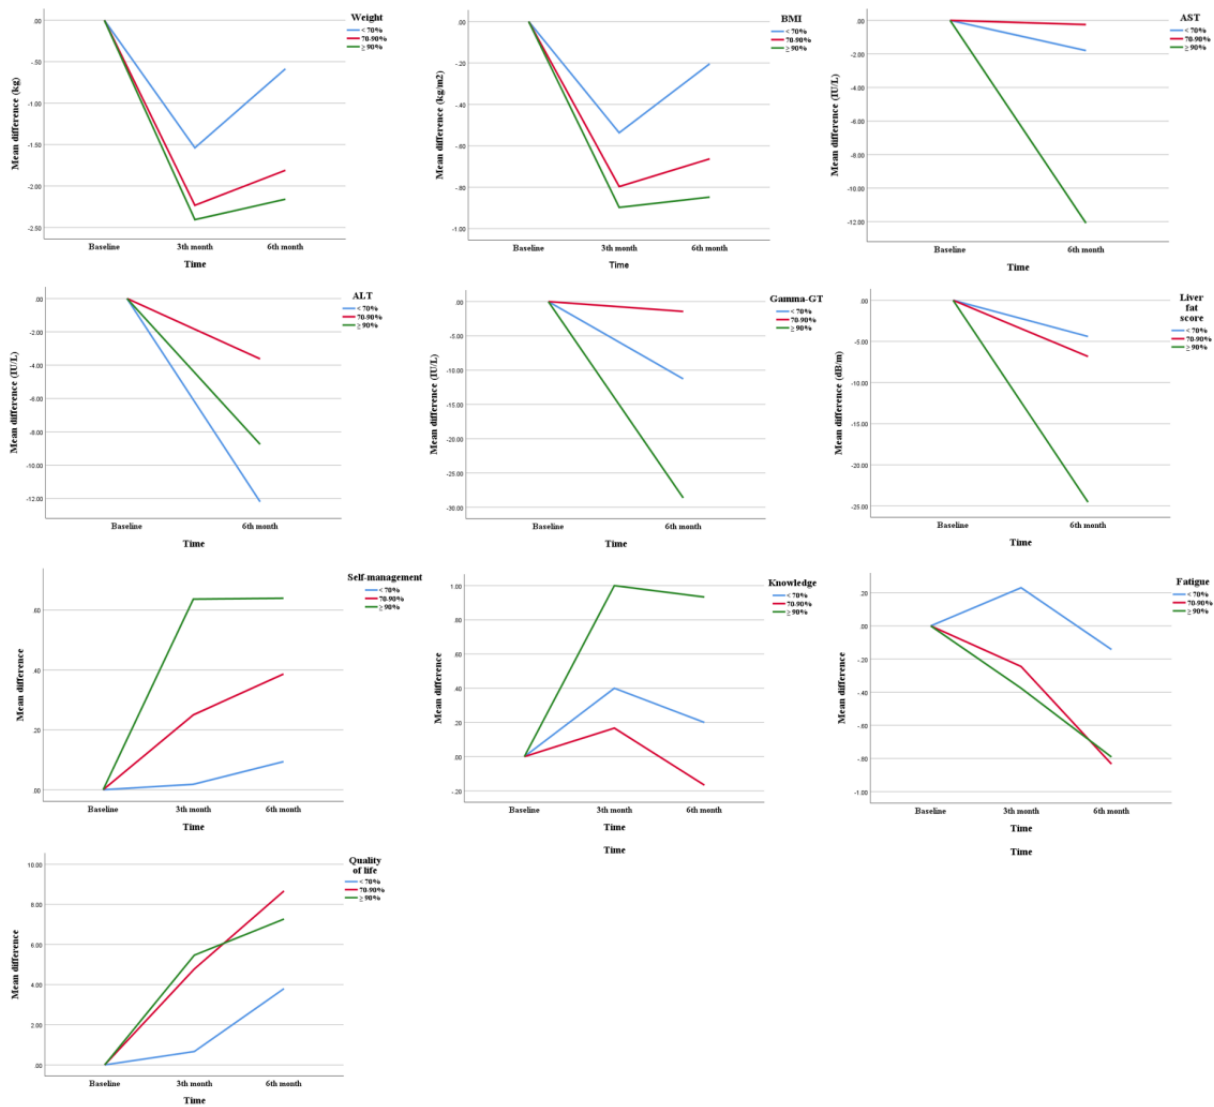 Weight
< 70%
70-90%
≥ 90%
.00
-.50
-1.00
-1.50
-2.00
-2.50
Mean difference (kg)
Baseline
3th month
6th month
Time
BMI
< 70%
70-90%
≥ 90%
.00
-.20
-.40
-.60
-.80
-1.00
Mean difference (kg/m2)
Baseline
3th month
6th month
Time
AST
< 70%
70-90%
≥ 90%
.00
-2.00
-4.00
-6.00
-8.00
-10.00
-12.00
Mean difference (IU/L)
Baseline
6th month
Time
ALT
< 70%
70-90%
≥ 90%
.00
-2.00
-4.00
-6.00
-8.00
-10.00
-12.00
Mean difference (IU/L)
Baseline
6th month
Time
Gamma-GT
< 70%
70-90%
≥ 90%
.00
-5.00
-10.00
-15.00
-20.00
-25.00
-30.00
Mean difference (IU/L)
Baseline
6th month
Time
Liver
fat
score
< 70%
70-90%
≥ 90%
.00
-5.00
-10.00
-15.00
-20.00
-25.00
Mean difference (dB/m)
Baseline
6th month
Time
Self-management
< 70%
70-90%
≥ 90%
.60
.40
.20
.00
Mean difference
Baseline
3th month
6th month
Time
Knowledge
< 70%
70-90%
≥ 90%
1.00
.80
.60
.40
.20
.00
-.20
Mean difference
Baseline
3th month
6th month
Time
Time
Fatigue
< 70%
70-90%
≥ 90%
.20
.00
-.20
-.40
-.60
-.80
-1.00
Mean difference
Baseline
3th month
6th month
Time
Time
Quality
of life
< 70%
70-90%
≥ 90%
10.00
8.00
6.00
4.00
2.00
.00
Mean difference
Baseline
3th month
6th month
Time